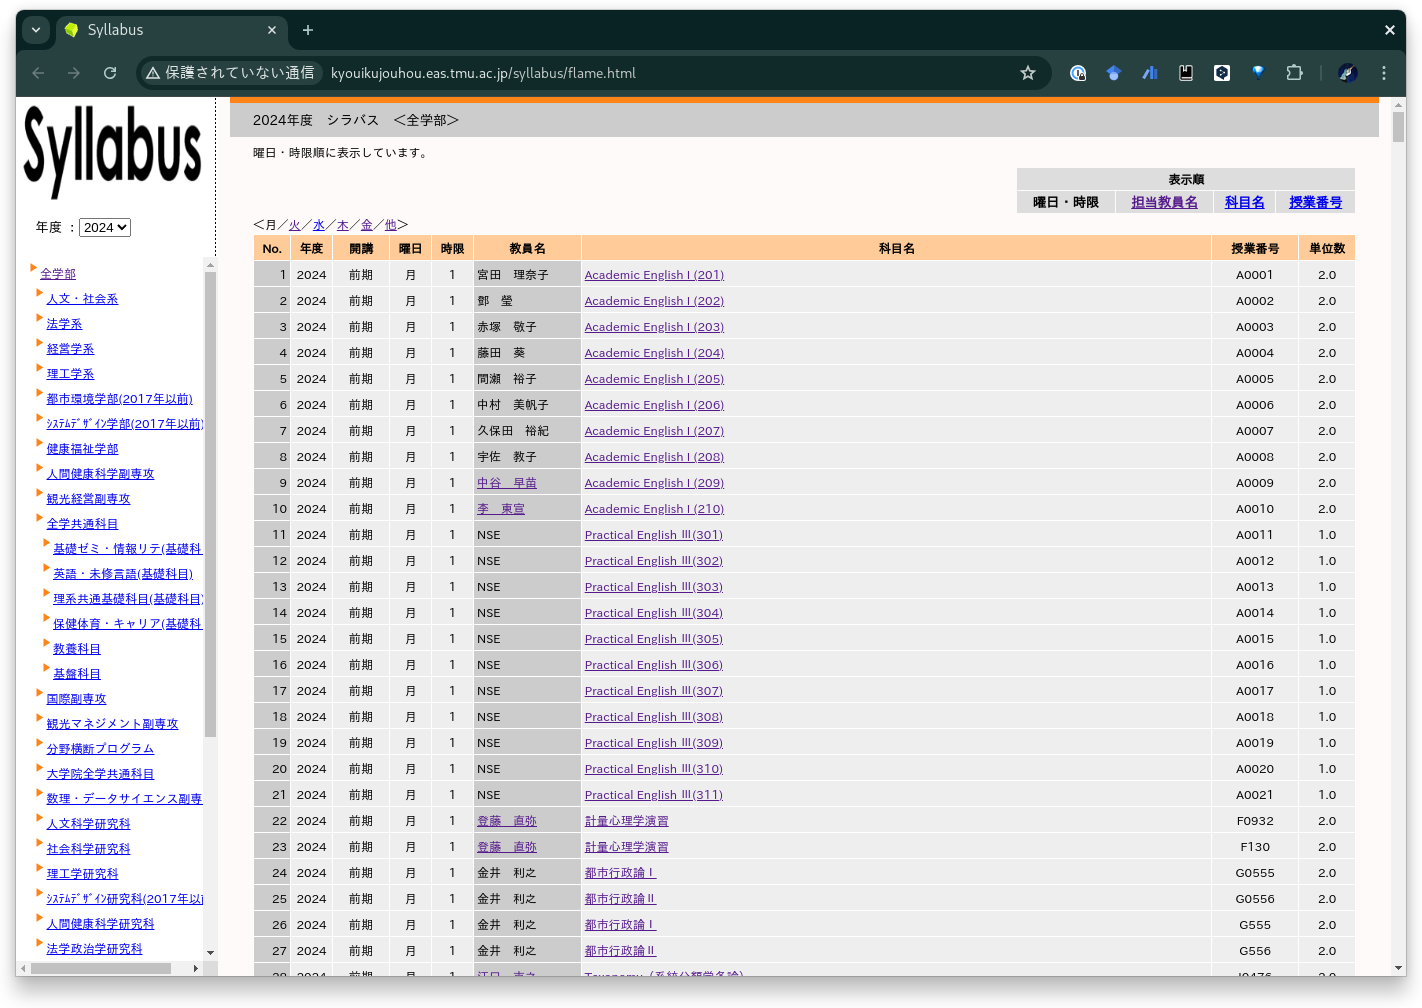 Syllabus
保護されていない通信 kyouikujouhou.eas.tmu.ac.jp/syllabus/flame.html
Syllabus
年度 : 2024
全学部
人文・社会系
法学系
経営学系
理工学系
都市環境学部(2017年以前)
ｼｽﾃﾑﾃﾞｻﾞｲﾝ学部(2017年以前)
健康福祉学部
人間健康科学副専攻
観光経営副専攻
全学共通科目
基礎ゼミ・情報リテ(基礎科
英語・未修言語(基礎科目)
理系共通基礎科目(基礎科目)
保健体育・キャリア(基礎科
教養科目
基盤科目
国際副専攻
観光マネジメント副専攻
分野横断プログラム
大学院全学共通科目
数理・データサイエンス副専
人文科学研究科
社会科学研究科
理工学研究科
ｼｽﾃﾑﾃﾞｻﾞｲﾝ研究科(2017年以前
人間健康科学研究科
法学政治学研究科
2024年度　シラバス　＜全学部＞
曜日・時限順に表示しています。
表示順
曜日・時限 担当教員名 科目名 授業番号
＜月／火／水／木／金／他＞
No. 年度 開講 曜日 時限 教員名 科目名 授業番号 単位数
1 2024 前期 月 1 宮田　理奈子 Academic English I (201) A0001 2.0
2 2024 前期 月 1 鄧　瑩 Academic English I (202) A0002 2.0
3 2024 前期 月 1 赤塚　敬子 Academic English I (203) A0003 2.0
4 2024 前期 月 1 藤田　葵 Academic English I (204) A0004 2.0
5 2024 前期 月 1 間瀬　裕子 Academic English I (205) A0005 2.0
6 2024 前期 月 1 中村　美帆子 Academic English I (206) A0006 2.0
7 2024 前期 月 1 久保田　裕紀 Academic English I (207) A0007 2.0
8 2024 前期 月 1 宇佐　教子 Academic English I (208) A0008 2.0
9 2024 前期 月 1 中谷　早苗 Academic English I (209) A0009 2.0
10 2024 前期 月 1 李　東宣 Academic English I (210) A0010 2.0
11 2024 前期 月 1 NSE Practical English Ⅲ(301) A0011 1.0
12 2024 前期 月 1 NSE Practical English Ⅲ(302) A0012 1.0
13 2024 前期 月 1 NSE Practical English Ⅲ(303) A0013 1.0
14 2024 前期 月 1 NSE Practical English Ⅲ(304) A0014 1.0
15 2024 前期 月 1 NSE Practical English Ⅲ(305) A0015 1.0
16 2024 前期 月 1 NSE Practical English Ⅲ(306) A0016 1.0
17 2024 前期 月 1 NSE Practical English Ⅲ(307) A0017 1.0
18 2024 前期 月 1 NSE Practical English Ⅲ(308) A0018 1.0
19 2024 前期 月 1 NSE Practical English Ⅲ(309) A0019 1.0
20 2024 前期 月 1 NSE Practical English Ⅲ(310) A0020 1.0
21 2024 前期 月 1 NSE Practical English Ⅲ(311) A0021 1.0
22 2024 前期 月 1 登藤　直弥 計量心理学演習 F0932 2.0
23 2024 前期 月 1 登藤　直弥 計量心理学演習 F130 2.0
24 2024 前期 月 1 金井　利之 都市行政論Ⅰ G0555 2.0
25 2024 前期 月 1 金井　利之 都市行政論Ⅱ G0556 2.0
26 2024 前期 月 1 金井　利之 都市行政論Ⅰ G555 2.0
27 2024 前期 月 1 金井　利之 都市行政論Ⅱ G556 2.0
28 2024 前期 月 1 Taxonomy（系統分類学各論） 2.0